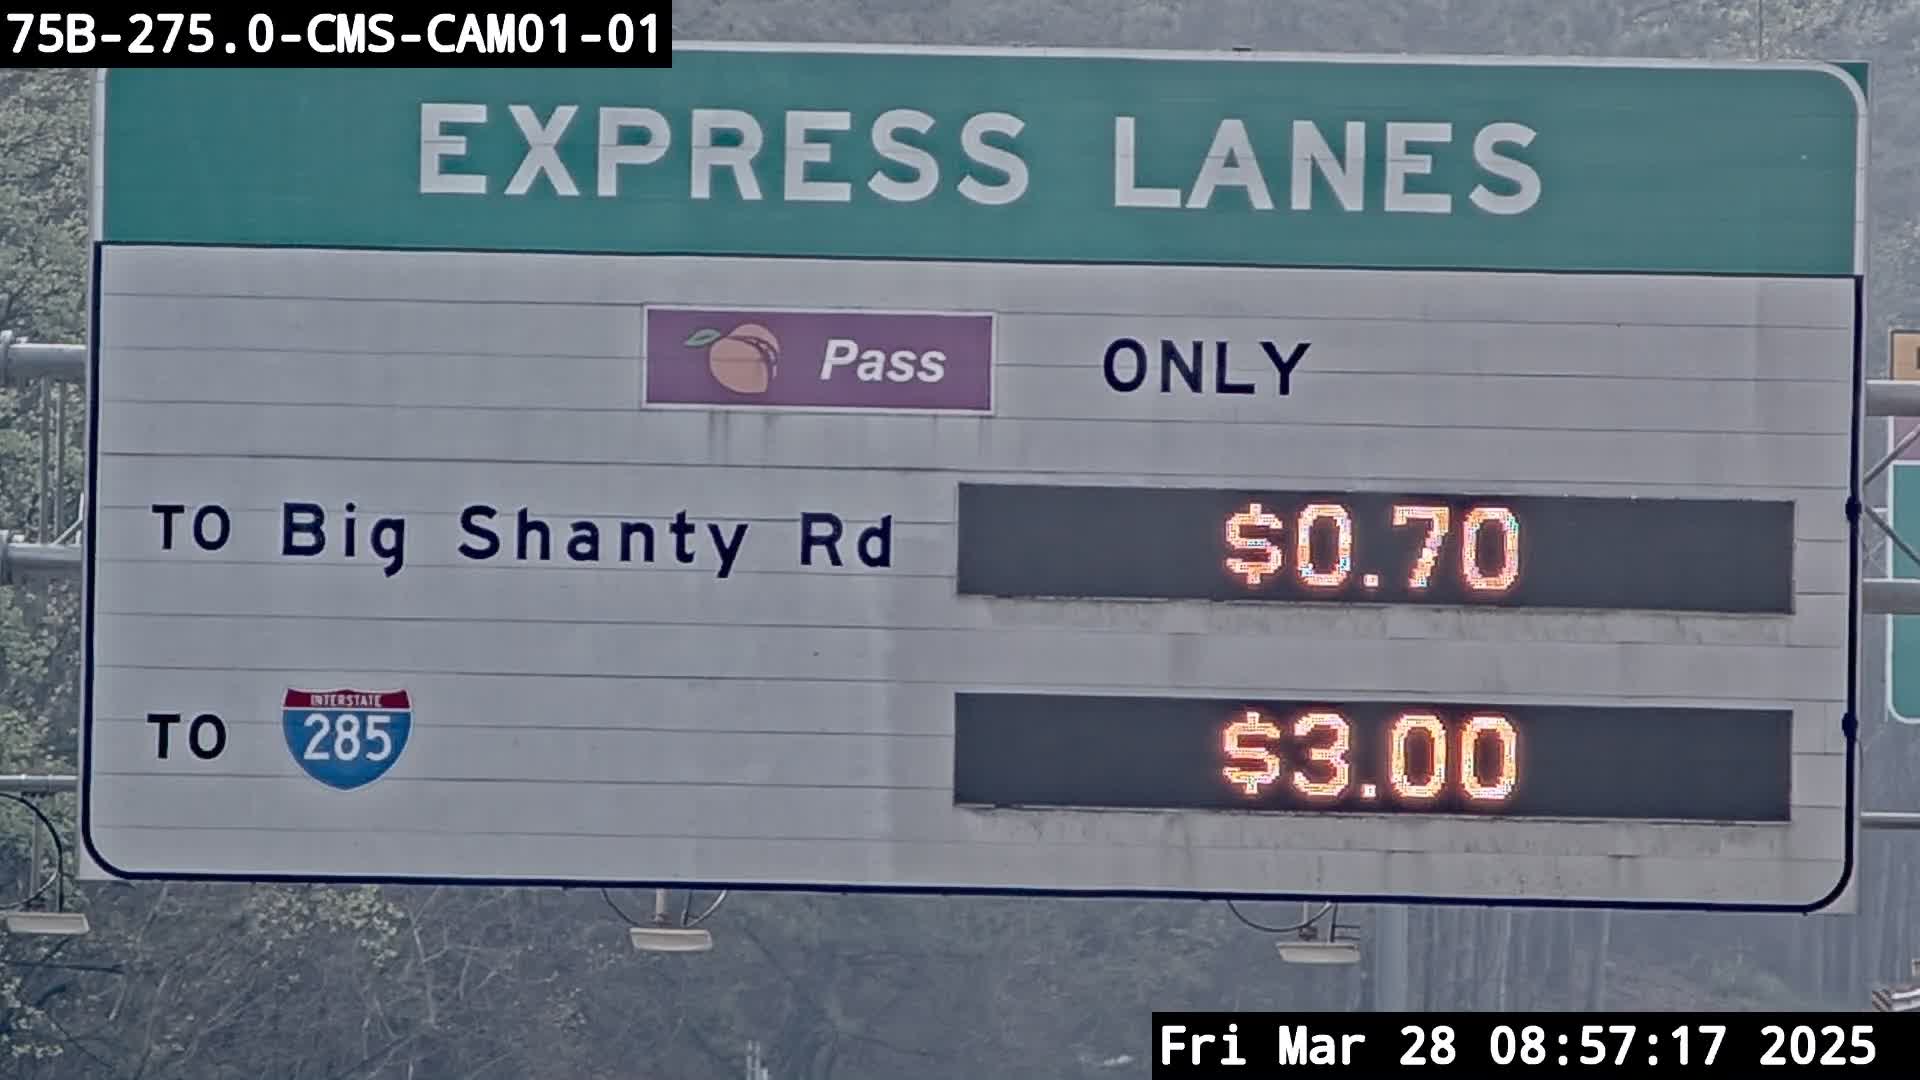 75B-275.0-CMS-CAM01-01
EXPRESS LANES
Pass ONLY
TO Big Shanty Rd $0.70
INTERSTATE
TO 285 $3.00
Fri Mar 28 08:57:17 2025